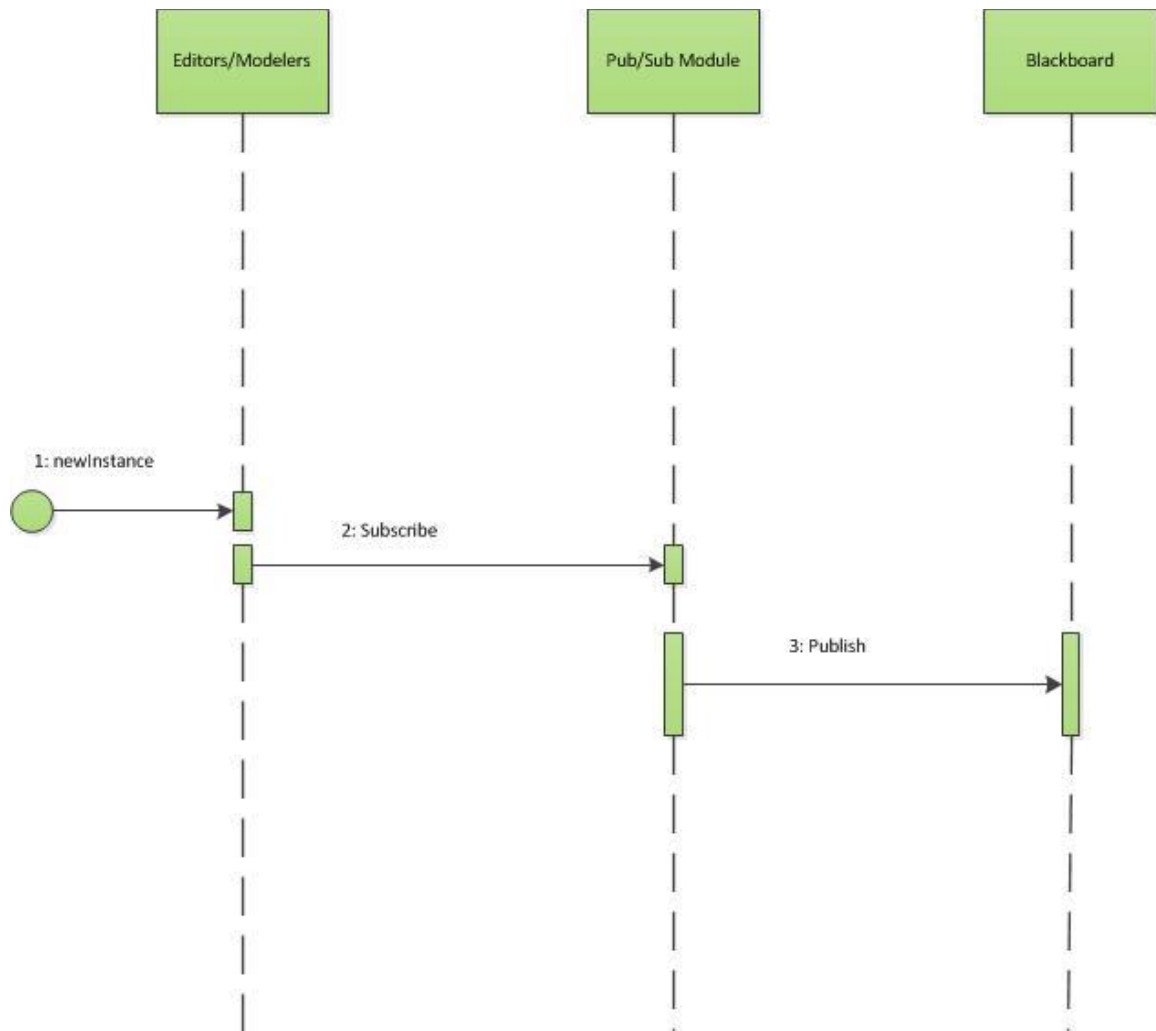 Editors/Modelers
Pub/Sub Module
Blackboard
1: newInstance
2: Subscribe
3: Publish